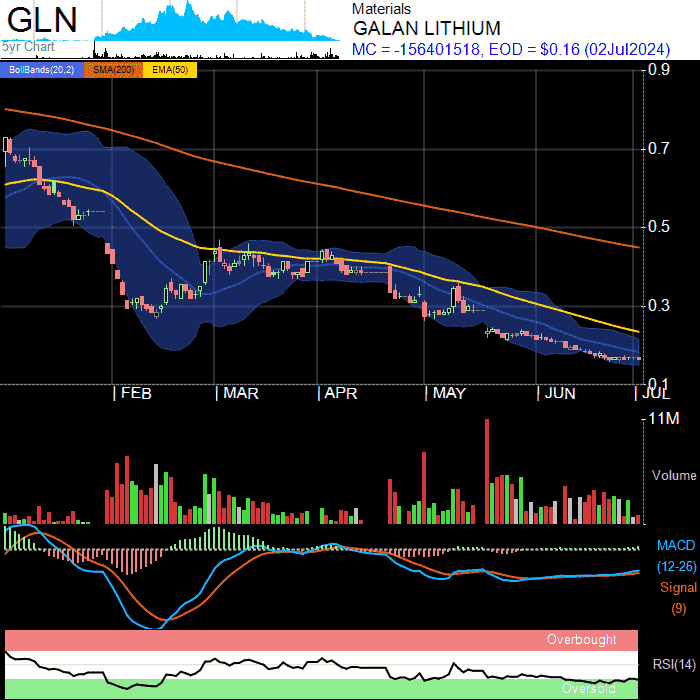 GLN
5yr Chart
Materials
GALAN LITHIUM
MC = -156401518, EOD = $0.16 (02Jul2024)
BollBands(20,2) SMA(200) EMA(50)
0.9
0.7
0.5
0.3
0.1
FEB MAR APR MAY JUN JUL
11M
Volume
MACD
(12-26)
Signal
(9)
Overbought
RSI(14)
Oversold